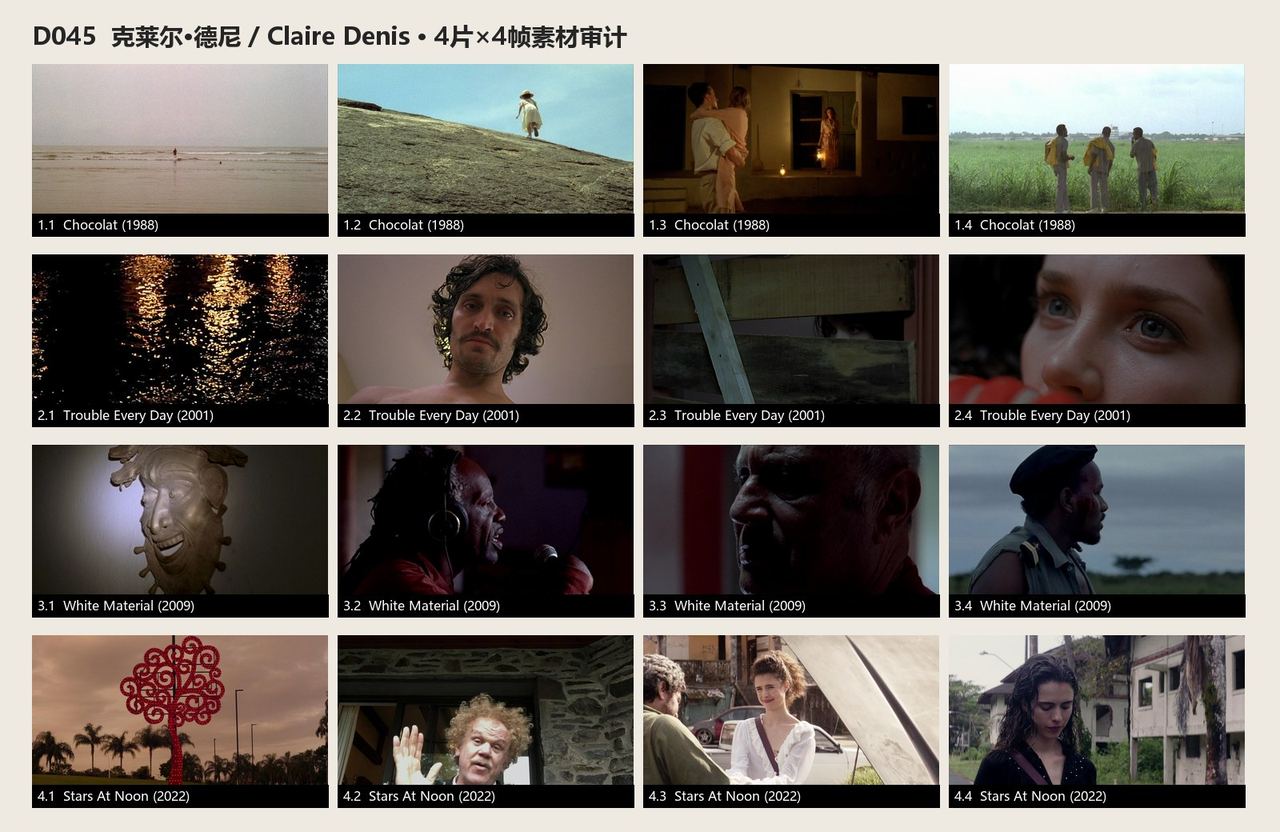 D045 克莱尔•德尼 / Claire Denis • 4片×4帧素材审计
1.1 Chocolat (1988)
1.2 Chocolat (1988)
1.3 Chocolat (1988)
1.4 Chocolat (1988)
2.1 Trouble Every Day (2001)
2.2 Trouble Every Day (2001)
2.3 Trouble Every Day (2001)
2.4 Trouble Every Day (2001)
3.1 White Material (2009)
3.2 White Material (2009)
3.3 White Material (2009)
3.4 White Material (2009)
4.1 Stars At Noon (2022)
4.2 Stars At Noon (2022)
4.3 Stars At Noon (2022)
4.4 Stars At Noon (2022)